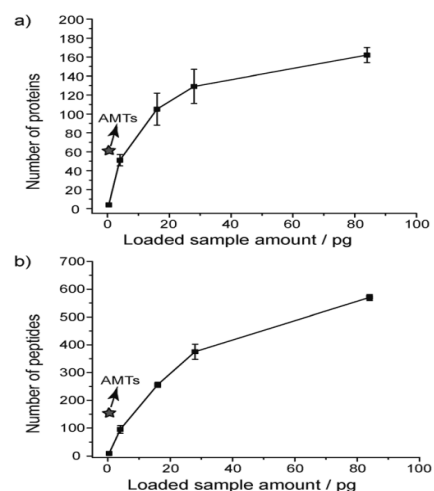 a)
200
180
160
140
120
100
80
60
40
20
0
Number of proteins
AMTs
0 20 40 60 80 100
Loaded sample amount / pg
b)
700
600
500
400
300
200
100
0
Number of peptides
AMTs
0 20 40 60 80 100
Loaded sample amount / pg